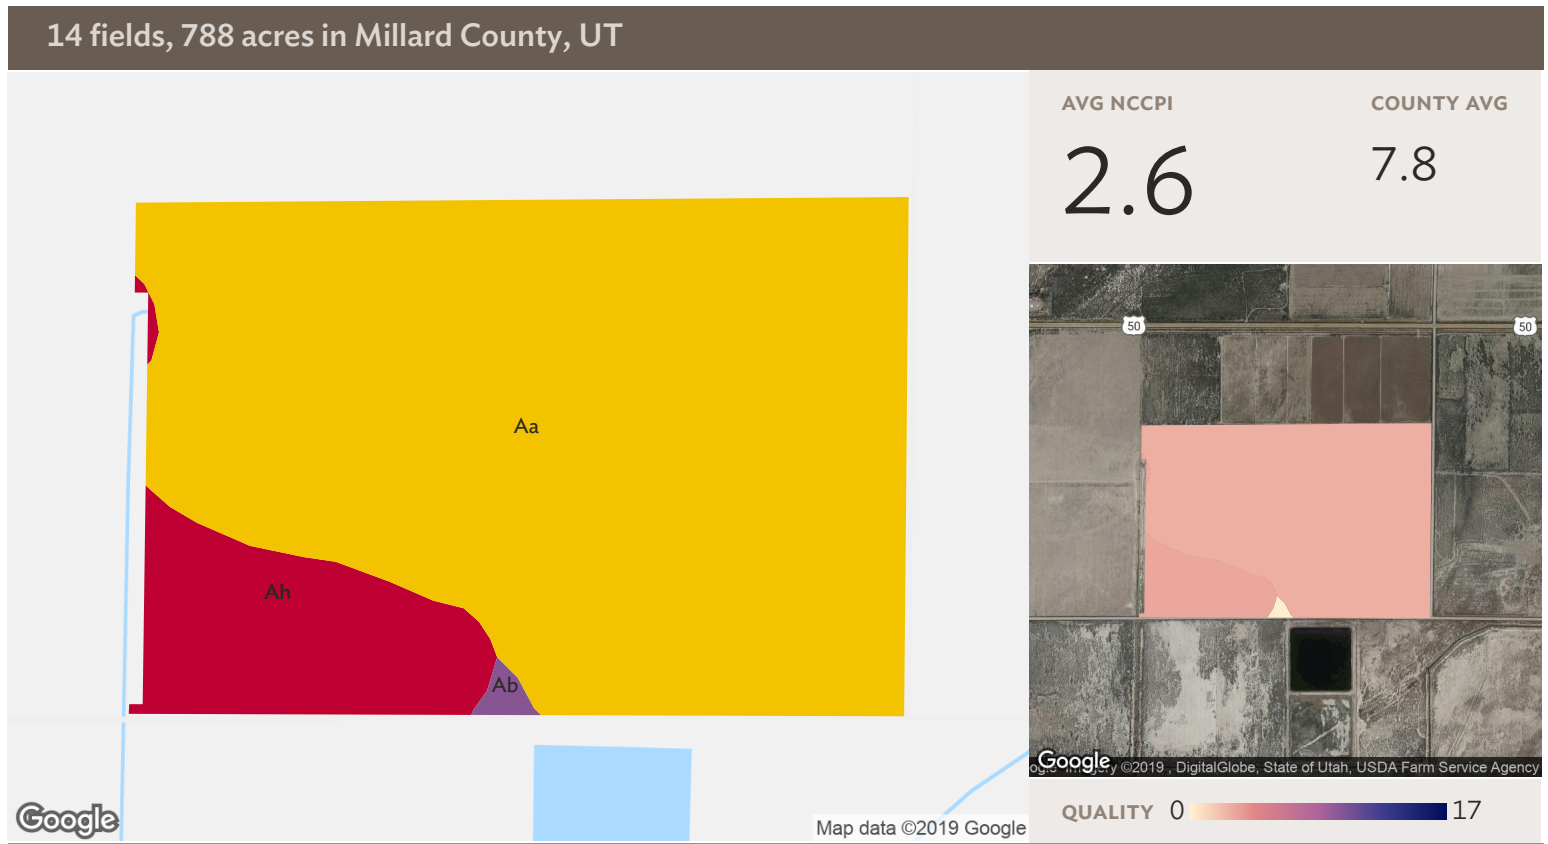 14 fields, 788 acres in Millard County, UT
AVG NCCPI
COUNTY AVG
2.6
7.8
Aa
Ah
Ab
50
50
Google
Map data ©2019 Google
Google
©2019 , DigitalGlobe, State of Utah, USDA Farm Service Agency
QUALITY 0 17